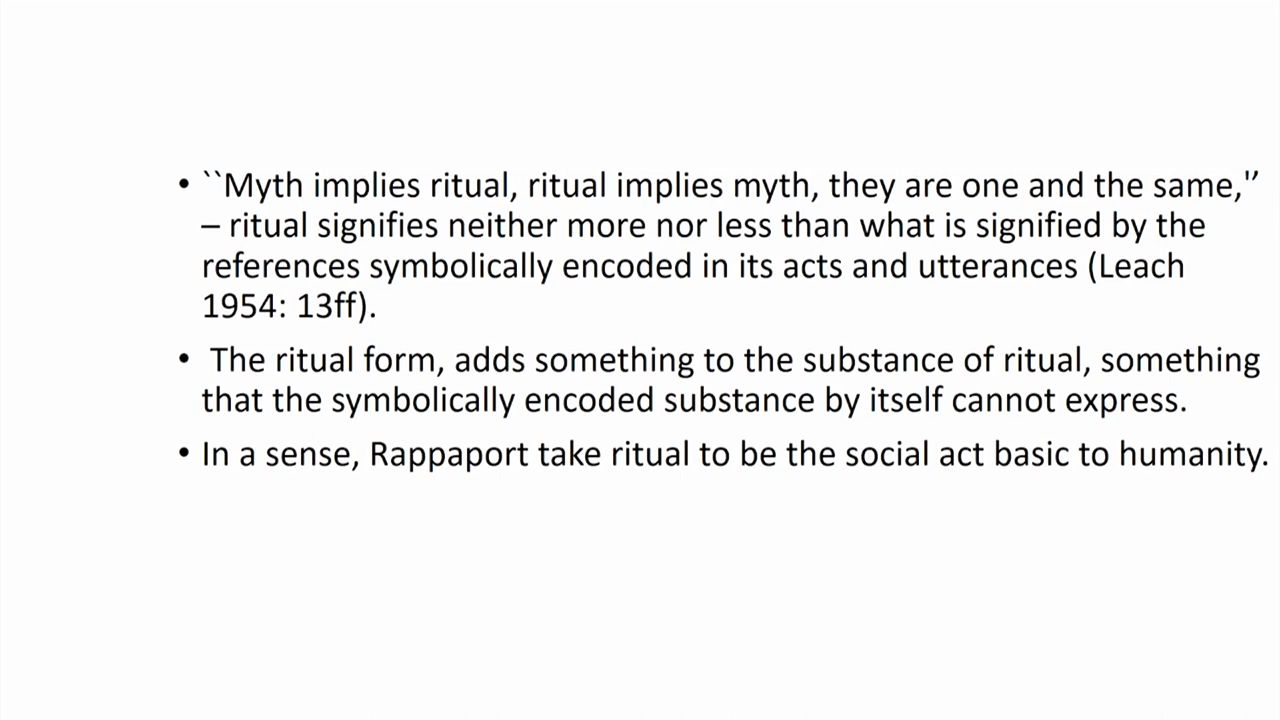 • ``Myth implies ritual, ritual implies myth, they are one and the same,"
– ritual signifies neither more nor less than what is signified by the
references symbolically encoded in its acts and utterances (Leach
1954: 13ff).
• The ritual form, adds something to the substance of ritual, something
that the symbolically encoded substance by itself cannot express.
• In a sense, Rappaport take ritual to be the social act basic to humanity.